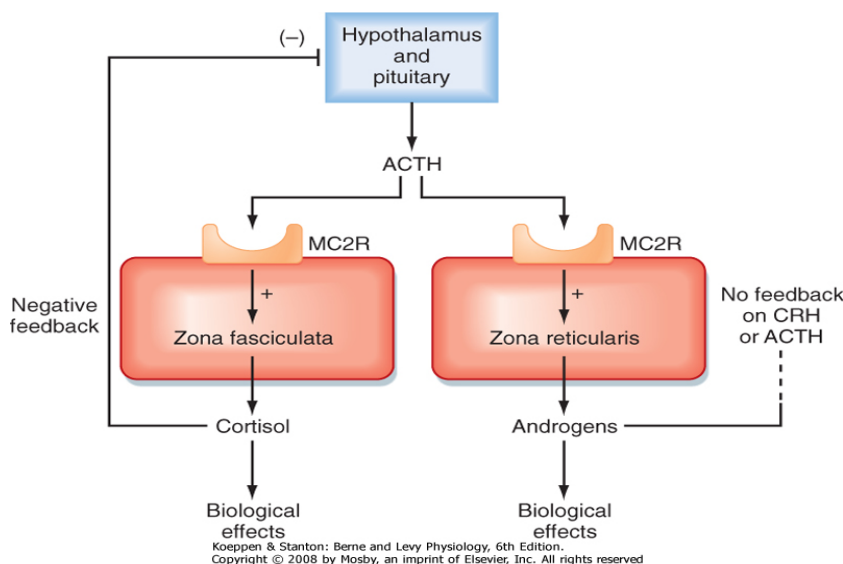 (–)
Hypothalamus
and
pituitary
ACTH
MC2R
MC2R
Negative
feedback
+
Zona fasciculata
+
Zona reticularis
No feedback
on CRH
or ACTH
Cortisol
Androgens
Biological
effects
Biological
effects
Koeppen & Stanton: Berne and Levy Physiology, 6th Edition.
Copyright © 2008 by Mosby, an imprint of Elsevier, Inc. All rights reserved